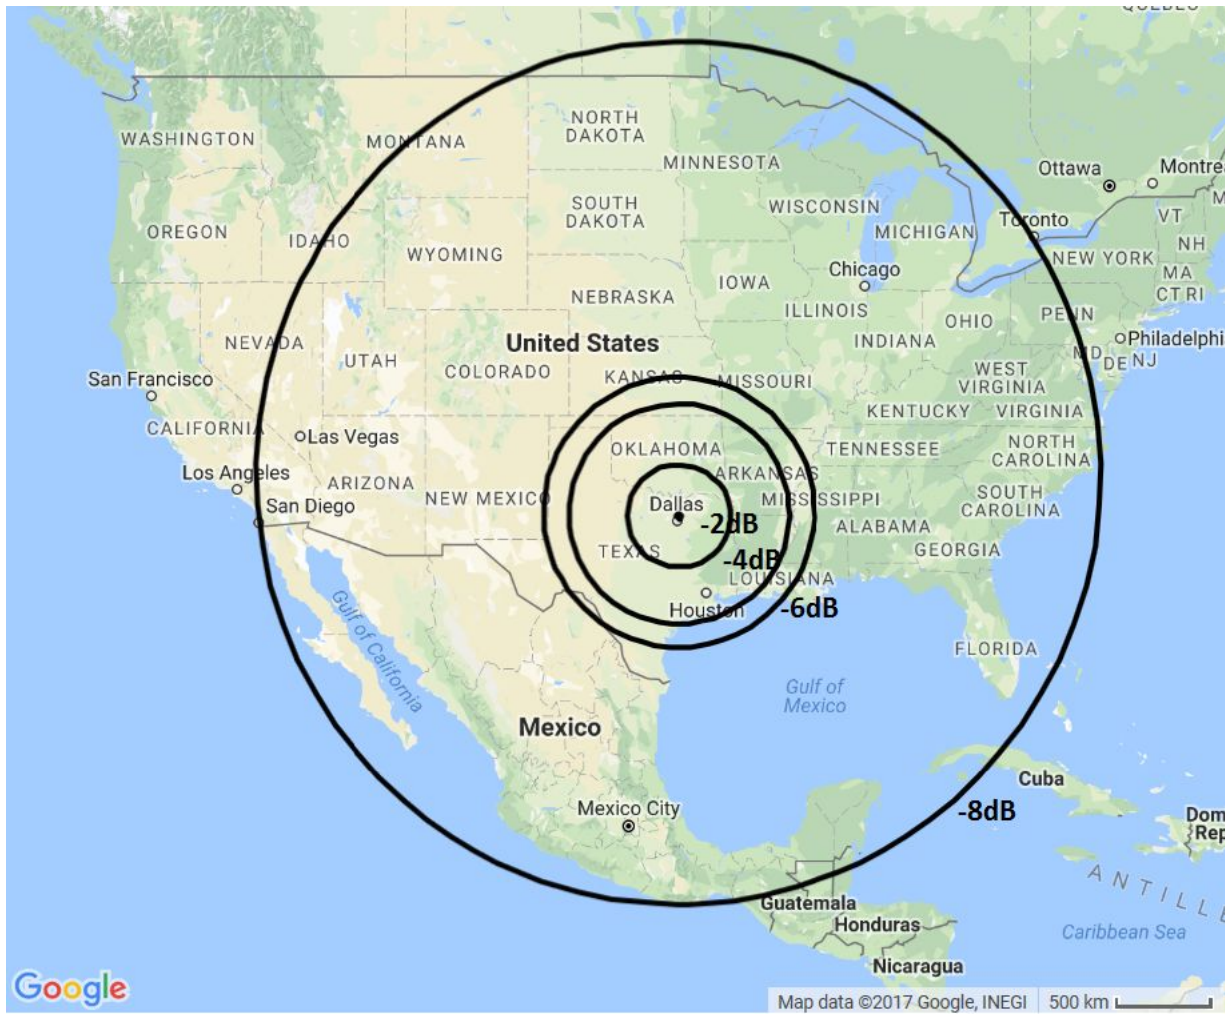 QUEBEC
NORTH
DAKOTA
WASHINGTON
MONTANA
MINNESOTA
Ottawa
Montre
SOUTH
DAKOTA
WISCONSIN
MICHIGAN
Toronto
VT
M
OREGON
IDAHO
WYOMING
NEW YORK
NH
MA
CT RI
Chicago
IOWA
NEBRASKA
ILLINOIS
OHIO
PENN
NEVADA
United States
INDIANA
Philadelphia
MD
DE
NJ
UTAH
COLORADO
KANSAS
MISSOURI
WEST
VIRGINIA
San Francisco
KENTUCKY
VIRGINIA
CALIFORNIA
Las Vegas
OKLAHOMA
TENNESSEE
NORTH
CAROLINA
Los Angeles
ARIZONA
NEW MEXICO
ARKANSAS
MISSISSIPPI
SOUTH
CAROLINA
San Diego
Dallas
-2dB
ALABAMA
TEXAS
-4dB
GEORGIA
LOUISIANA
Houston
-6dB
Gulf of
California
FLORIDA
Gulf of
Mexico
Mexico
Cuba
Mexico City
-8dB
Dom
Rep
ANTILLE
Guatemala
Honduras
Caribbean Sea
Nicaragua
Google
Map data ©2017 Google, INEGI
500 km